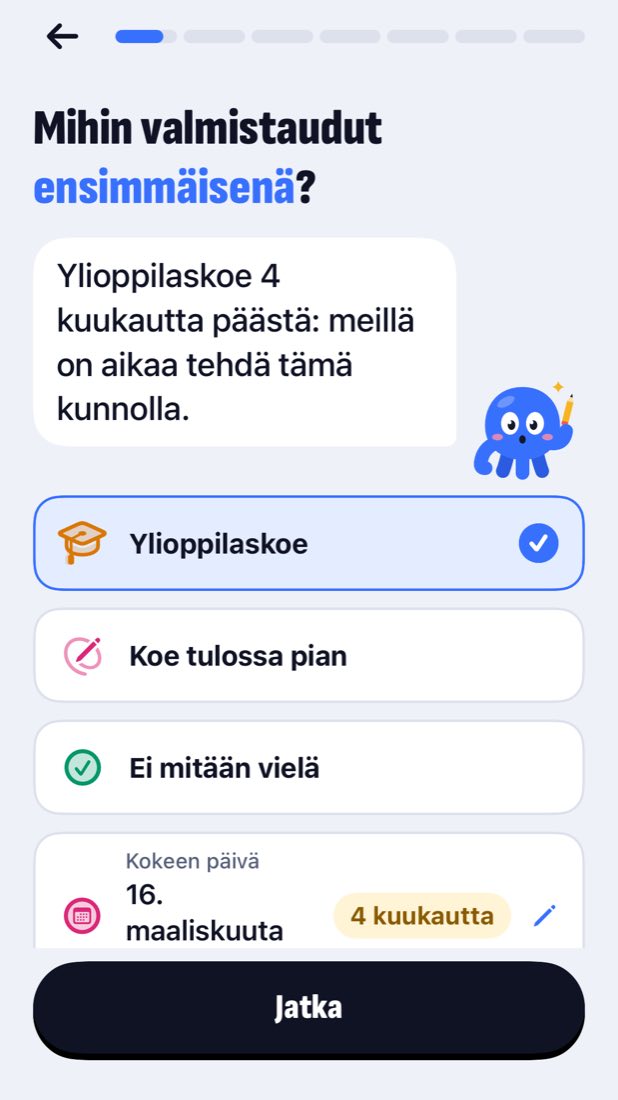 Mihin valmistaudut
ensimmäisenä?
Ylioppilaskoe 4
kuukautta päästä: meillä
on aikaa tehdä tämä
kunnolla.
Ylioppilaskoe
Koe tulossa pian
Ei mitään vielä
Kokeen päivä
16.
maaliskuuta
4 kuukautta
Jatka